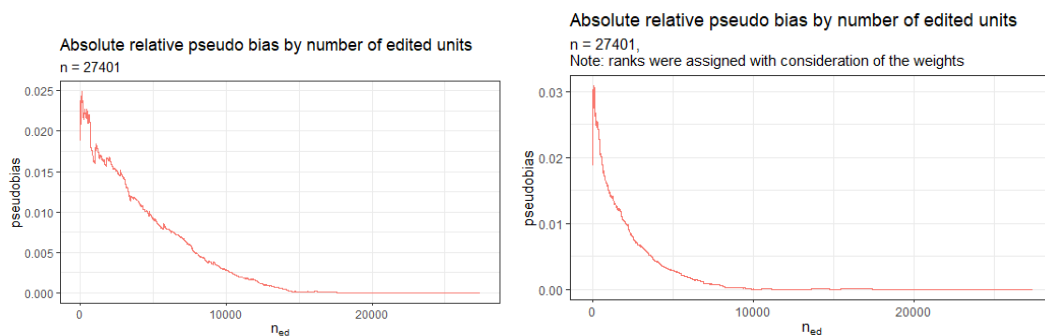 Absolute relative pseudo bias by number of edited units
n = 27401
0.025
0.020
0.015
0.010
0.005
0.000
pseudobias
0
10000
20000
n_ed
Absolute relative pseudo bias by number of edited units
n = 27401,
Note: ranks were assigned with consideration of the weights
0.03
0.02
0.01
0.00
pseudobias
0
10000
20000
n_ed